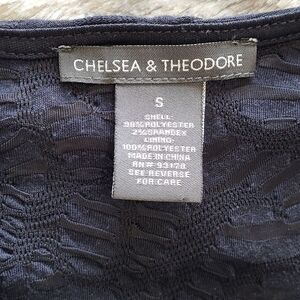 CHELSEA & THEODORE
S
SHELL:
98%POLYESTER
2%SPANDEX
LINING:
100%POLYESTER
MADE IN CHINA
RN# 93178
SEE REVERSE
FOR CARE